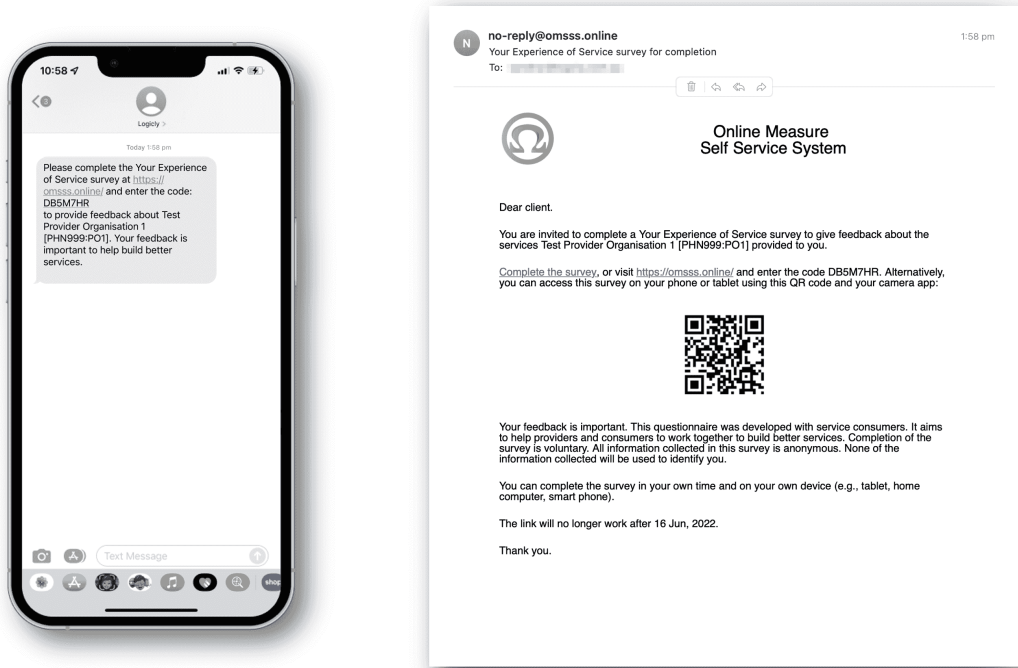 10:58
3
Logicly >
Today 1:58 pm
Please complete the Your Experience
of Service survey at https://
omsss.online/ and enter the code:
DB5M7HR
to provide feedback about Test
Provider Organisation 1
[PHN999:PO1]. Your feedback is
important to help build better
services.
Text Message
shop
N
no-reply@omsss.online
1:58 pm
Your Experience of Service survey for completion
To:
Online Measure
Self Service System
Dear client.
You are invited to complete a Your Experience of Service survey to give feedback about the
services Test Provider Organisation 1 [PHN999:PO1] provided to you.
Complete the survey, or visit https://omsss.online/ and enter the code DB5M7HR. Alternatively,
you can access this survey on your phone or tablet using this QR code and your camera app:
Your feedback is important. This questionnaire was developed with service consumers. It aims
to help providers and consumers to work together to build better services. Completion of the
survey is voluntary. All information collected in this survey is anonymous. None of the
information collected will be used to identify you.
You can complete the survey in your own time and on your own device (e.g., tablet, home
computer, smart phone).
The link will no longer work after 16 Jun, 2022.
Thank you.